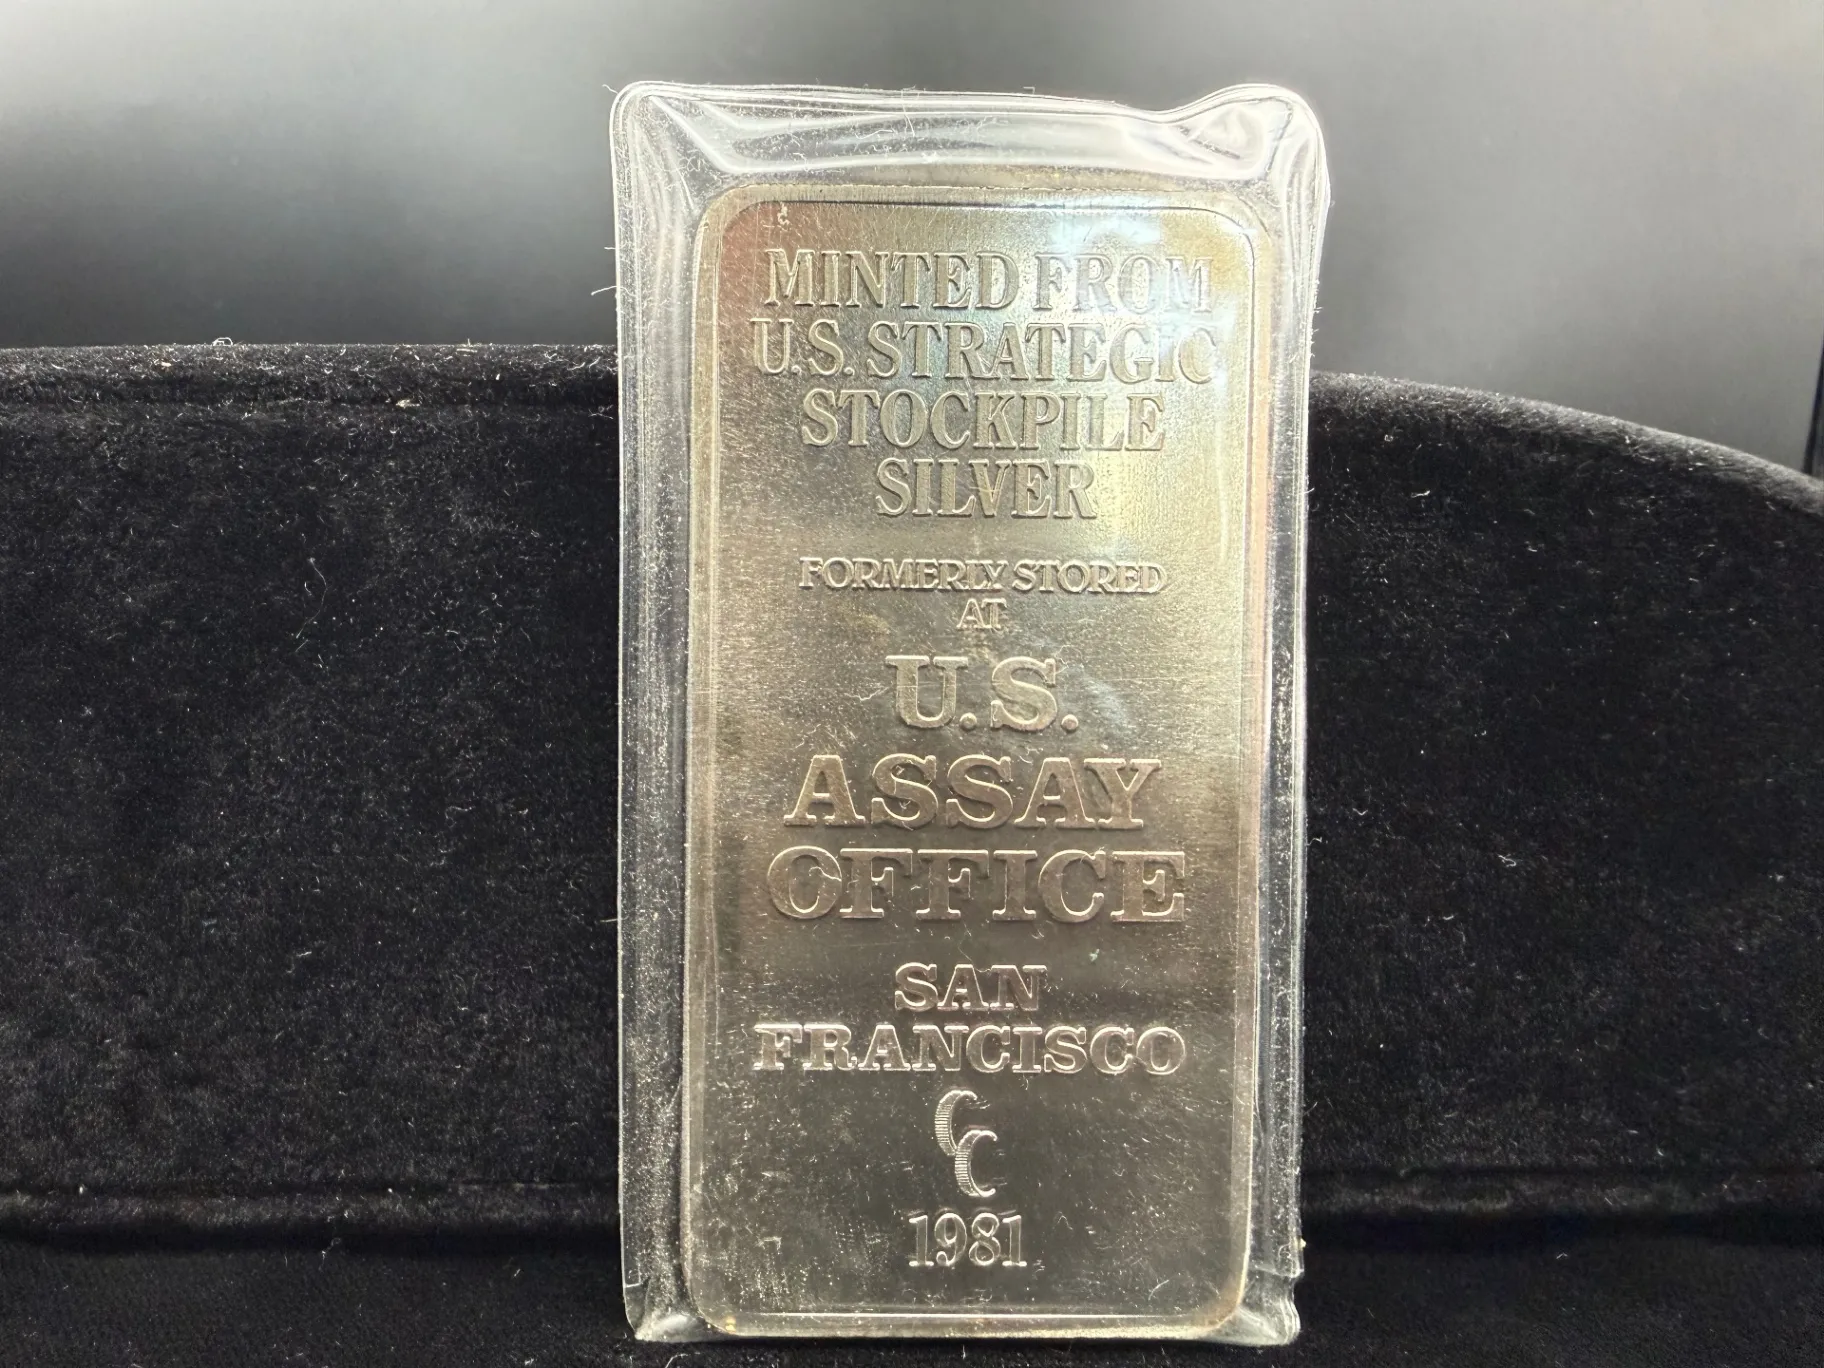 MINTED FROM
U.S. STRATEGIC
STOCKPILE
SILVER
FORMERLY STORED
AT
U.S.
ASSAY
OFFICE
SAN
FRANCISCO
CC
1981